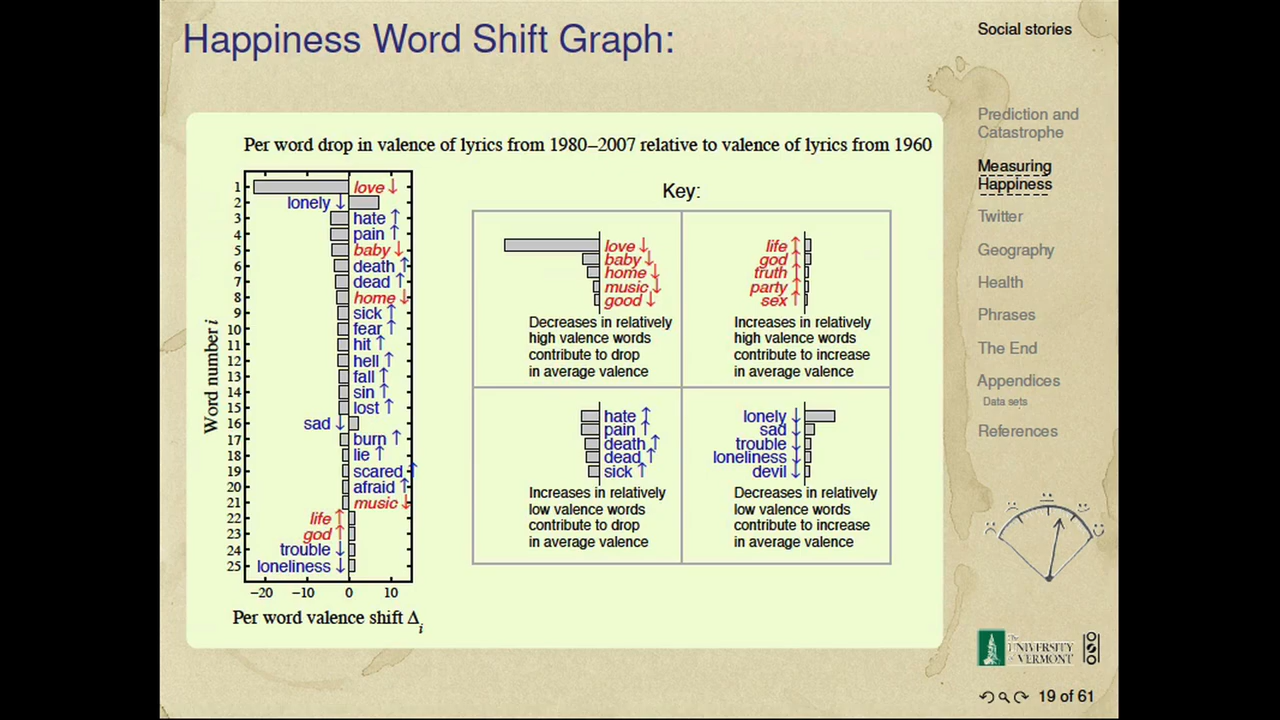 Happiness Word Shift Graph:
Social stories
Prediction and
Catastrophe
Measuring
Happiness
Twitter
Geography
Health
Phrases
The End
Appendices
Data sets
References
Per word drop in valence of lyrics from 1980–2007 relative to valence of lyrics from 1960
Word number i
1 love ↓
2 lonely ↓
3 hate ↑
4 pain ↑
5 baby ↓
6 death ↑
7 dead ↑
8 home ↓
9 sick ↑
10 fear ↑
11 hit ↑
12 hell ↑
13 fall ↑
14 sin ↑
15 lost ↑
16 sad ↓
17 burn ↑
18 lie ↑
19 scared ↑
20 afraid ↑
21 music ↓
22 life ↑
23 god ↑
24 trouble ↓
25 loneliness ↓
−20 −10 0 10
Per word valence shift Δi
Key:
love ↓
baby ↓
home ↓
music ↓
good ↓
Decreases in relatively
high valence words
contribute to drop
in average valence
life ↑
god ↑
truth ↑
party ↑
sex ↑
Increases in relatively
high valence words
contribute to increase
in average valence
hate ↑
pain ↑
death ↑
dead ↑
sick ↑
Increases in relatively
low valence words
contribute to drop
in average valence
lonely ↓
sad ↓
trouble ↓
loneliness ↓
devil ↓
Decreases in relatively
low valence words
contribute to increase
in average valence
The
UNIVERSITY
of VERMONT
19 of 61